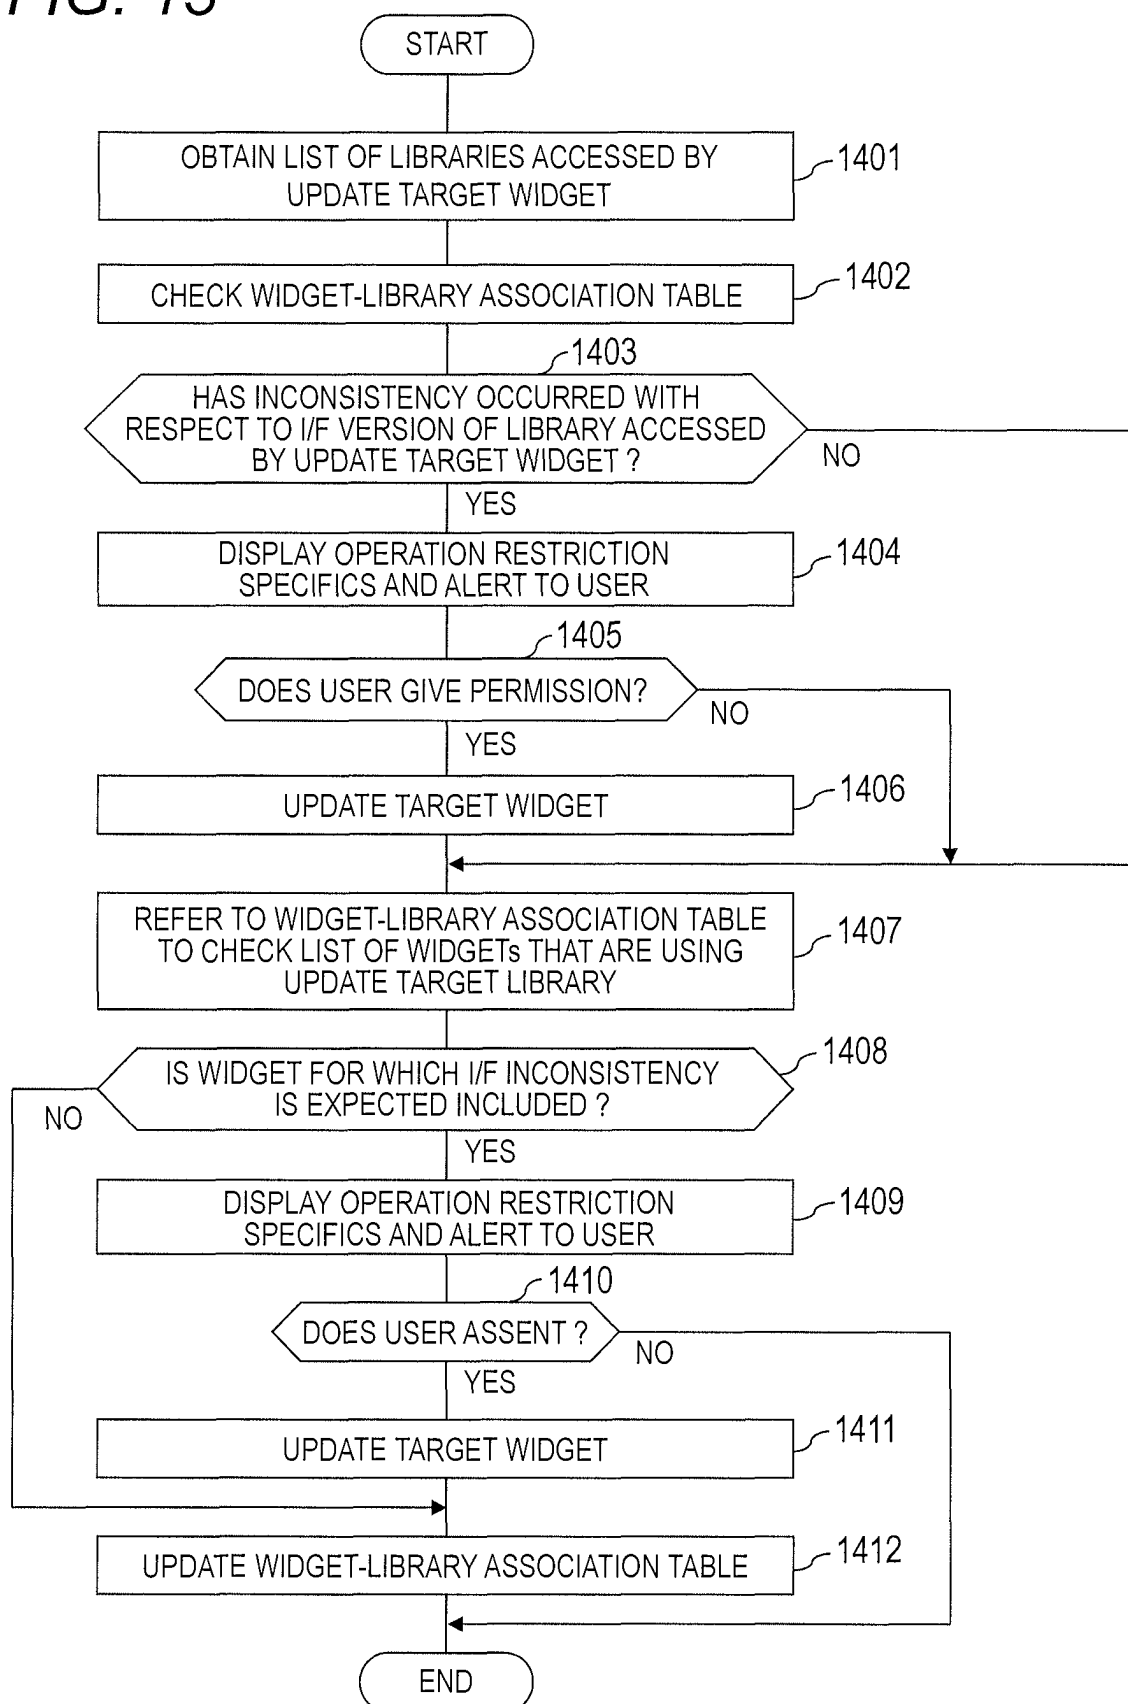 FIG. 13
START
OBTAIN LIST OF LIBRARIES ACCESSED BY
UPDATE TARGET WIDGET
1401
CHECK WIDGET-LIBRARY ASSOCIATION TABLE
1402
1403
HAS INCONSISTENCY OCCURRED WITH
RESPECT TO I/F VERSION OF LIBRARY ACCESSED
BY UPDATE TARGET WIDGET ?
NO
YES
DISPLAY OPERATION RESTRICTION
SPECIFICS AND ALERT TO USER
1404
1405
DOES USER GIVE PERMISSION?
NO
YES
UPDATE TARGET WIDGET
1406
REFER TO WIDGET-LIBRARY ASSOCIATION TABLE
TO CHECK LIST OF WIDGETs THAT ARE USING
UPDATE TARGET LIBRARY
1407
1408
IS WIDGET FOR WHICH I/F INCONSISTENCY
IS EXPECTED INCLUDED ?
NO
YES
DISPLAY OPERATION RESTRICTION
SPECIFICS AND ALERT TO USER
1409
1410
DOES USER ASSENT ?
NO
YES
UPDATE TARGET WIDGET
1411
UPDATE WIDGET-LIBRARY ASSOCIATION TABLE
1412
END